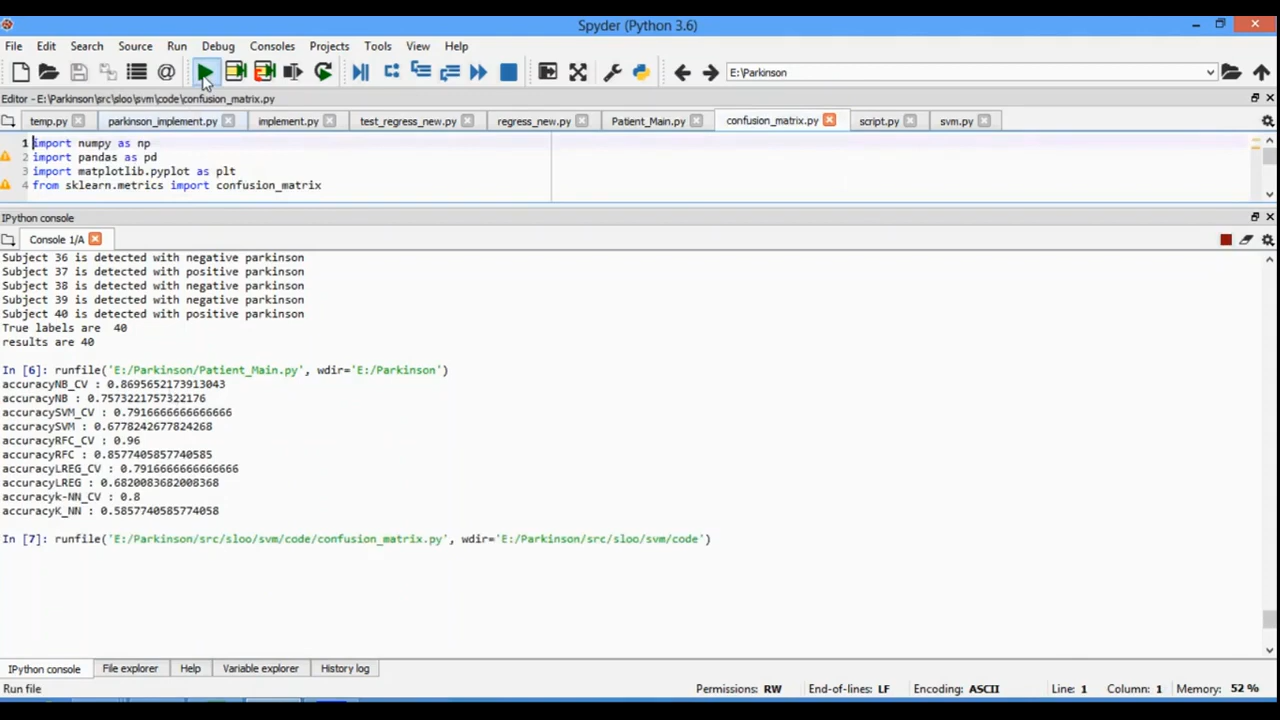 Spyder (Python 3.6)
File Edit Search Source Run Debug Consoles Projects Tools View Help
E:\Parkinson
Editor - E:\Parkinson\src\sloo\svm\code\confusion_matrix.py
temp.py parkinson_implement.py implement.py test_regress_new.py regress_new.py Patient_Main.py confusion_matrix.py script.py svm.py
1 import numpy as np
2 import pandas as pd
3 import matplotlib.pyplot as plt
4 from sklearn.metrics import confusion_matrix
IPython console
Console 1/A
Subject 36 is detected with negative parkinson
Subject 37 is detected with positive parkinson
Subject 38 is detected with negative parkinson
Subject 39 is detected with negative parkinson
Subject 40 is detected with positive parkinson
True labels are  40
results are 40
In [6]: runfile('E:/Parkinson/Patient_Main.py', wdir='E:/Parkinson')
accuracyNB_CV : 0.8695652173913043
accuracyNB : 0.7573221757322176
accuracySVM_CV : 0.7916666666666666
accuracySVM : 0.6778242677824268
accuracyRFC_CV : 0.96
accuracyRFC : 0.8577405857740585
accuracyLREG_CV : 0.7916666666666666
accuracyLREG : 0.6820083682008368
accuracyk-NN_CV : 0.8
accuracyK_NN : 0.5857740585774058
In [7]: runfile('E:/Parkinson/src/sloo/svm/code/confusion_matrix.py', wdir='E:/Parkinson/src/sloo/svm/code')
IPython console File explorer Help Variable explorer History log
Run file Permissions: RW End-of-lines: LF Encoding: ASCII Line: 1 Column: 1 Memory: 52 %